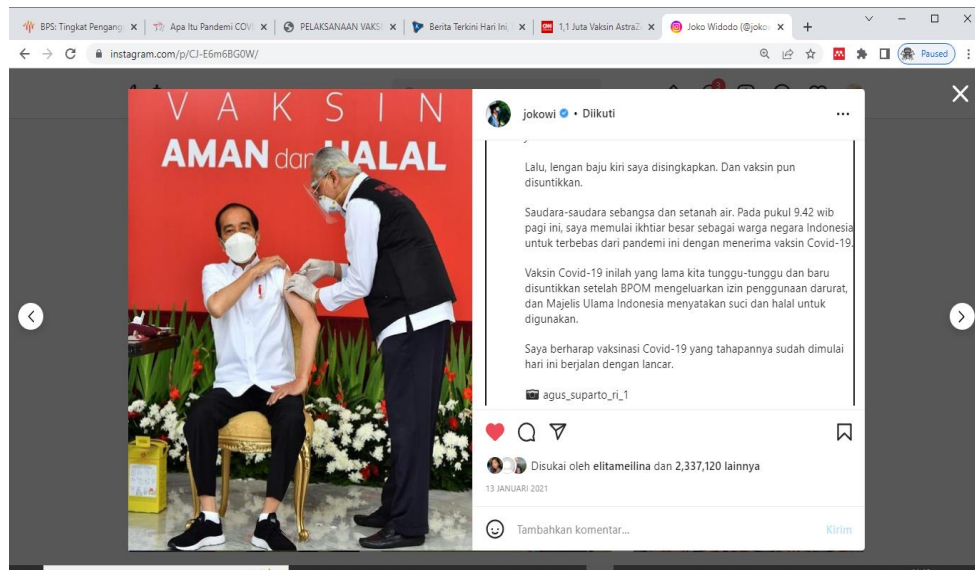 BPS: Tingkat Pengang
Apa Itu Pandemi COVI
PELAKSANAAN VAKSI
Berita Terkini Hari Ini,
1,1 Juta Vaksin AstraZ
Joko Widodo (@joko
instagram.com/p/CJ-E6m6BG0W/
Paused
VAKSIN
AMAN dan HALAL
jokowi • Diikuti
Lalu, lengan baju kiri saya disingkapkan. Dan vaksin pun
disuntikkan.
Saudara-saudara sebangsa dan setanah air. Pada pukul 9.42 wib
pagi ini, saya memulai ikhtiar besar sebagai warga negara Indonesia
untuk terbebas dari pandemi ini dengan menerima vaksin Covid-19.
Vaksin Covid-19 inilah yang lama kita tunggu-tunggu dan baru
disuntikkan setelah BPOM mengeluarkan izin penggunaan darurat,
dan Majelis Ulama Indonesia menyatakan suci dan halal untuk
digunakan.
Saya berharap vaksinasi Covid-19 yang tahapannya sudah dimulai
hari ini berjalan dengan lancar.
agus_suparto_ri_1
Disukai oleh elitameilina dan 2,337,120 lainnya
13 JANUARI 2021
Tambahkan komentar...
Kirim